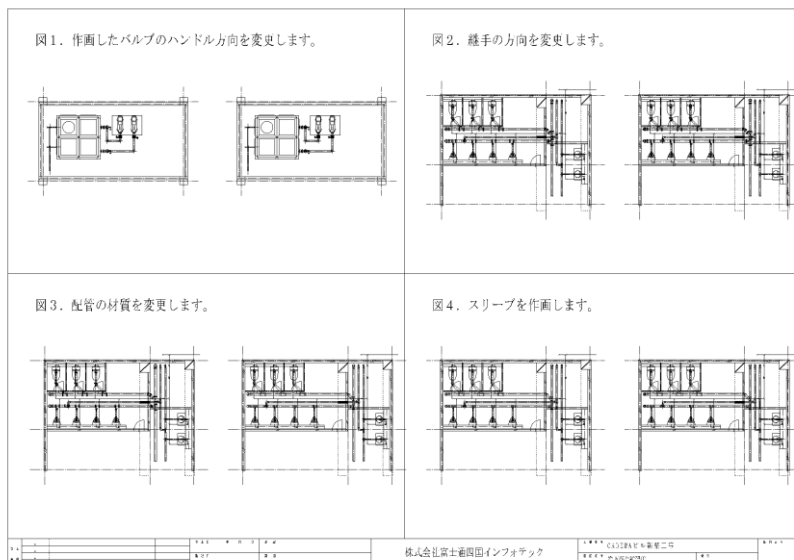 図1．作画したバルブのハンドル方向を変更します。
図2．継手の方向を変更します。
図3．配管の材質を変更します。
図4．スリーブを作画します。
株式会社富士通四国インフォテック